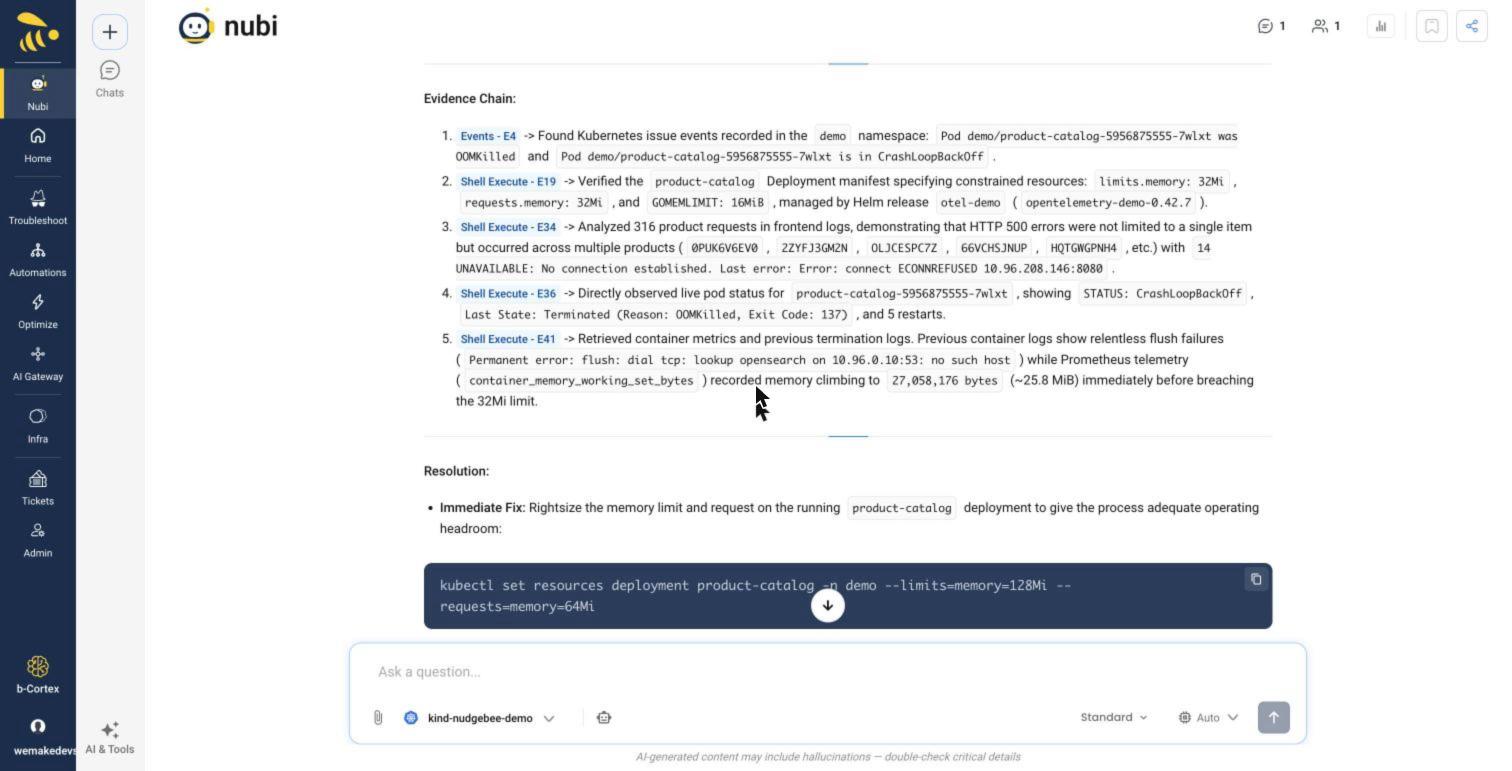 nubi
1
1
Nubi
Home
Troubleshoot
Automations
Optimize
AI Gateway
Infra
Tickets
Admin
b-Cortex
wemakedevs
Chats
AI & Tools
Evidence Chain:
1. Events - E4 -> Found Kubernetes issue events recorded in the demo namespace: Pod demo/product-catalog-5956875555-7wlxt was
OOMKilled and Pod demo/product-catalog-5956875555-7wlxt is in CrashLoopBackOff .
2. Shell Execute - E19 -> Verified the product-catalog Deployment manifest specifying constrained resources: limits.memory: 32Mi ,
requests.memory: 32Mi , and GOMEMLIMIT: 16MiB , managed by Helm release otel-demo ( opentelemetry-demo-0.42.7 ).
3. Shell Execute - E34 -> Analyzed 316 product requests in frontend logs, demonstrating that HTTP 500 errors were not limited to a single item
but occurred across multiple products ( 0PUK6V6EV0 , 2ZYFJ3GM2N , OLJCESPC7Z , 66VCHSJNUP , HQTGWGPNH4 , etc.) with 14
UNAVAILABLE: No connection established. Last error: Error: connect ECONNREFUSED 10.96.208.146:8080 .
4. Shell Execute - E36 -> Directly observed live pod status for product-catalog-5956875555-7wlxt , showing STATUS: CrashLoopBackOff ,
Last State: Terminated (Reason: OOMKilled, Exit Code: 137) , and 5 restarts.
5. Shell Execute - E41 -> Retrieved container metrics and previous termination logs. Previous container logs show relentless flush failures
( Permanent error: flush: dial tcp: lookup opensearch on 10.96.0.10:53: no such host ) while Prometheus telemetry
( container_memory_working_set_bytes ) recorded memory climbing to 27,058,176 bytes (~25.8 MiB) immediately before breaching
the 32Mi limit.
Resolution:
• Immediate Fix: Rightsize the memory limit and request on the running product-catalog deployment to give the process adequate operating
headroom:
kubectl set resources deployment product-catalog -n demo --limits=memory=128Mi --
requests=memory=64Mi
Ask a question...
kind-nudgebee-demo
Standard
Auto
AI-generated content may include hallucinations — double-check critical details